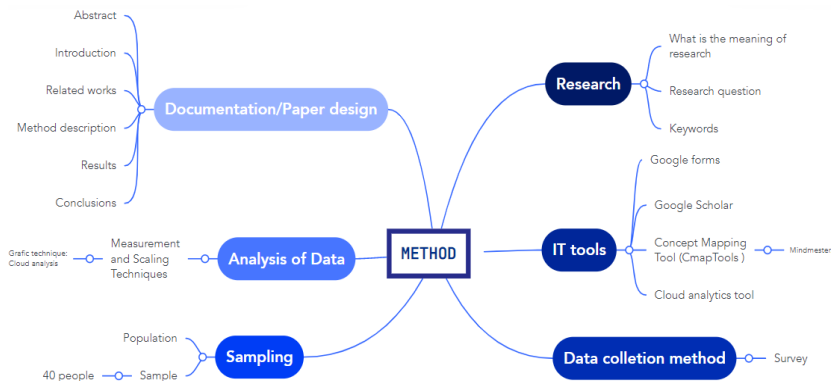 Abstract
Introduction
Related works
Method description
Results
Conclusions
Documentation/Paper design
Grafic technique:
Cloud analysis
Measurement
and Scaling
Techniques
Analysis of Data
Population
40 people
Sample
Sampling
METHOD
Research
What is the meaning of
research
Research question
Keywords
IT tools
Google forms
Google Scholar
Concept Mapping
Tool (CmapTools )
Mindmester
Cloud analytics tool
Data colletion method
Survey